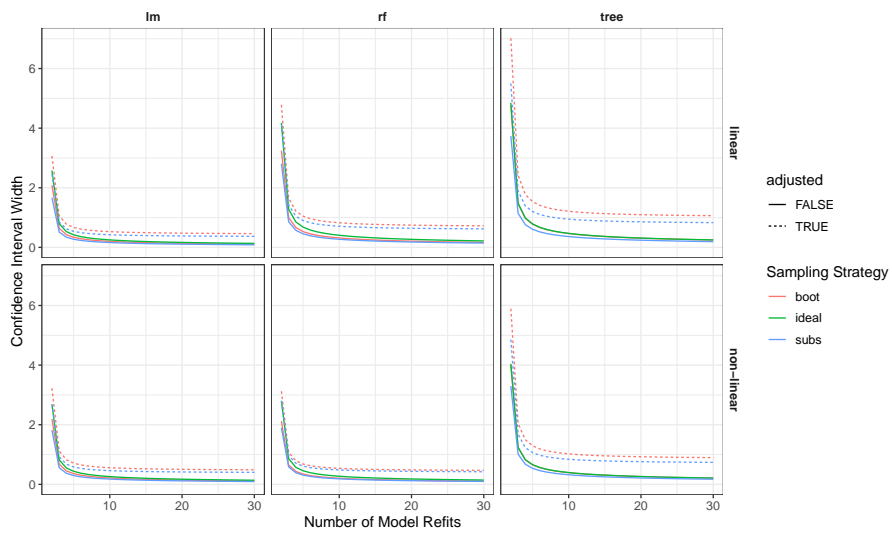 lm rf tree
Confidence Interval Width
6
4
2
0
linear
6
4
2
0
non−linear
10 20 30 10 20 30 10 20 30
Number of Model Refits
adjusted
FALSE
TRUE
Sampling Strategy
boot
ideal
subs